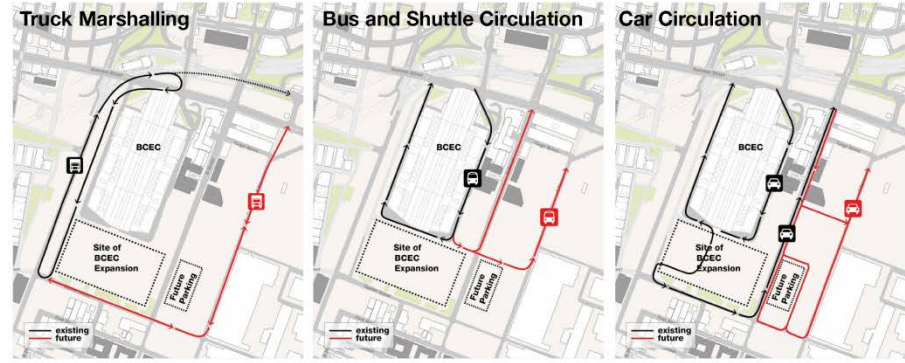 Truck Marshalling
BCEC
Site of
BCEC
Expansion
Future
Parking
existing
future
Bus and Shuttle Circulation
BCEC
Site of
BCEC
Expansion
Future
Parking
existing
future
Car Circulation
BCEC
Site of
BCEC
Expansion
Future
Parking
existing
future